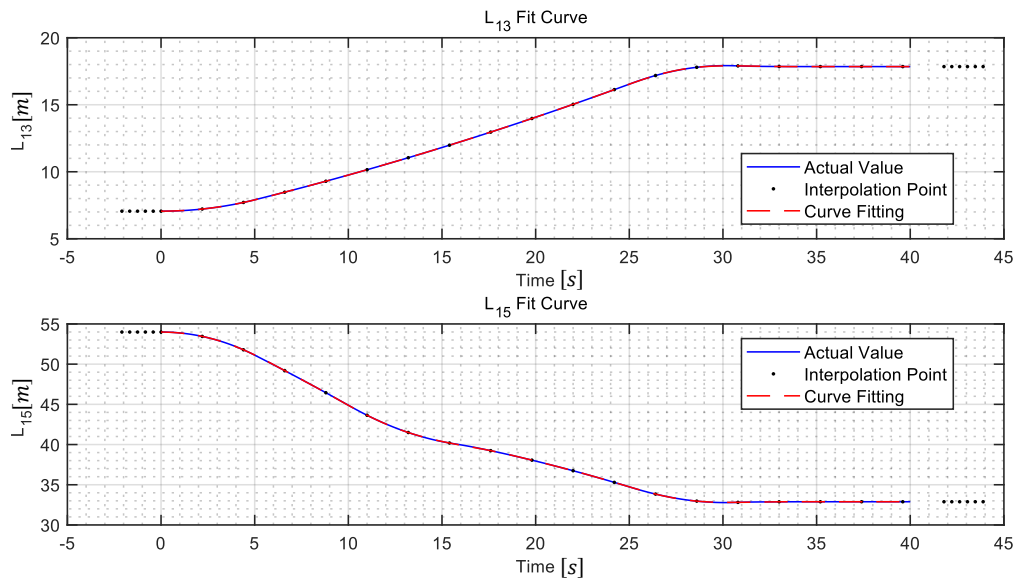 L13 Fit Curve
20
15
10
5
L13[m]
Actual Value
Interpolation Point
Curve Fitting
-5 0 5 10 15 20 25 30 35 40 45
Time [s]
L15 Fit Curve
55
50
45
40
35
30
L15[m]
Actual Value
Interpolation Point
Curve Fitting
-5 0 5 10 15 20 25 30 35 40 45
Time [s]